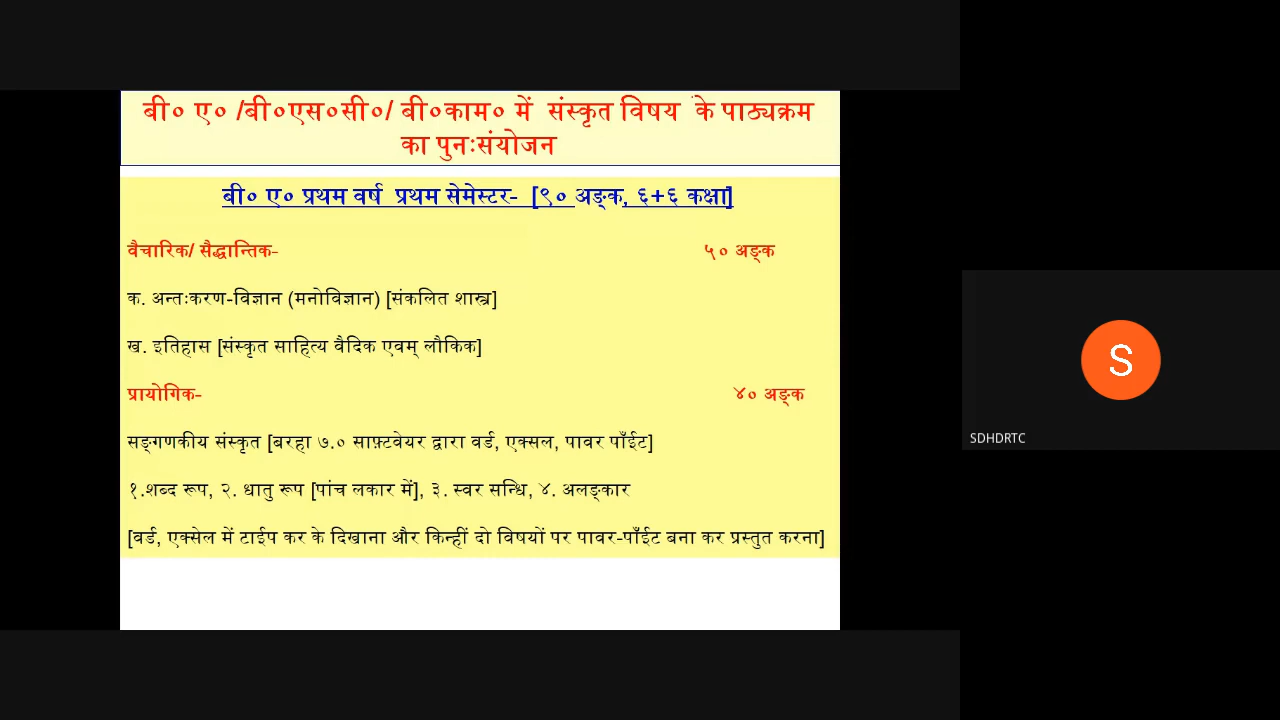 बी० ए० /बी०एस०सी०/ बी०काम० में संस्कृत विषय के पाठ्यक्रम
का पुनःसंयोजन
बी० ए० प्रथम वर्ष प्रथम सेमेस्टर- [९० अङ्क, ६+६ कक्षा]
वैचारिक/ सैद्धान्तिक- ५० अङ्क
क. अन्तःकरण-विज्ञान (मनोविज्ञान) [संकलित शास्त्र]
ख. इतिहास [संस्कृत साहित्य वैदिक एवम् लौकिक]
प्रायोगिक- ४० अङ्क
सङ्गणकीय संस्कृत [बरहा ७.० साफ़्टवेयर द्वारा वर्ड, एक्सल, पावर पाँईट]
१.शब्द रूप, २. धातु रूप [पांच लकार में], ३. स्वर सन्धि, ४. अलङ्कार
[वर्ड, एक्सेल में टाईप कर के दिखाना और किन्हीं दो विषयों पर पावर-पाँईट बना कर प्रस्तुत करना]
S
SDHDRTC